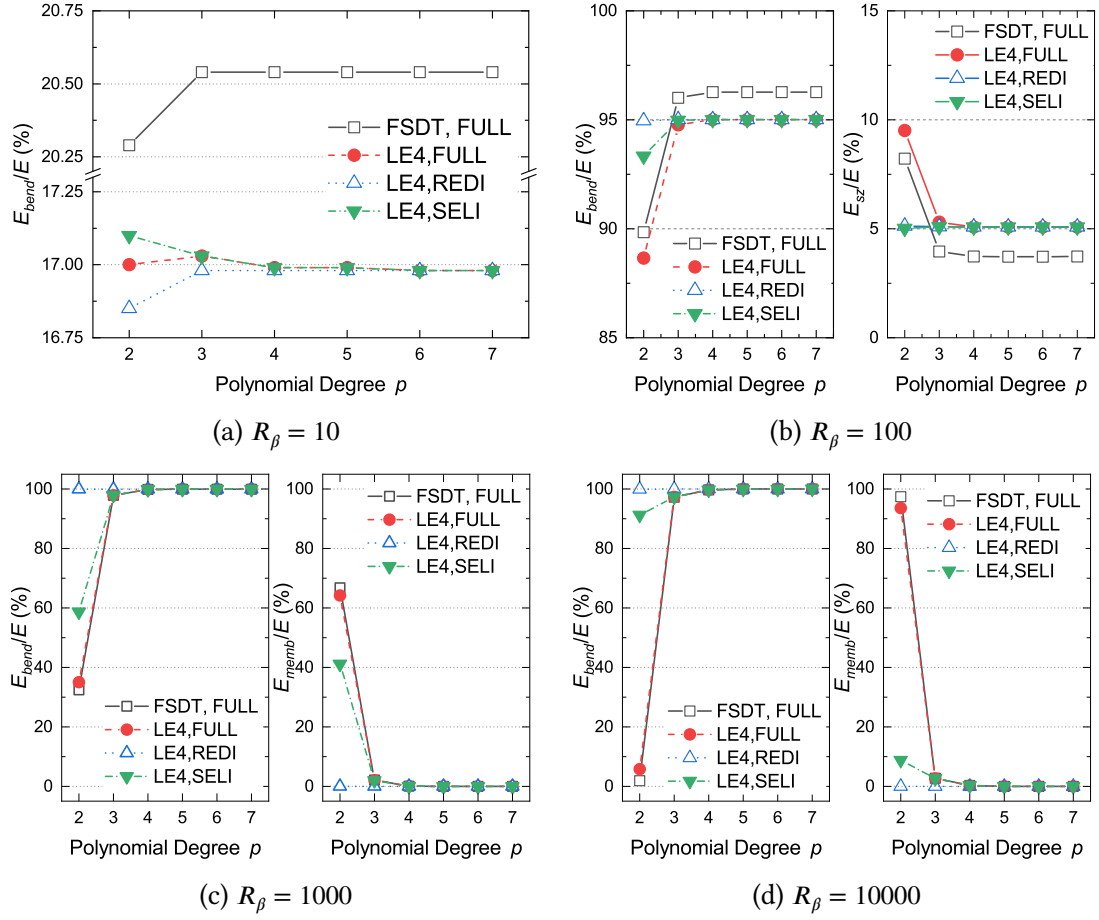 20.50
20.25
17.25
17.00
16.75
E_bend/E (%)
FSDT, FULL
LE4,FULL
LE4,REDI
LE4,SELI
2 3 4 5 6 7
Polynomial Degree p
(a) R_β = 10
100
95
90
85
E_bend/E (%)
FSDT, FULL
LE4,FULL
LE4,REDI
LE4,SELI
2 3 4 5 6 7
Polynomial Degree p
15
10
5
0
E_sz/E (%)
FSDT, FULL
LE4,FULL
LE4,REDI
LE4,SELI
2 3 4 5 6 7
Polynomial Degree p
(b) R_β = 100
100
80
60
40
20
0
E_bend/E (%)
FSDT, FULL
LE4,FULL
LE4,REDI
LE4,SELI
2 3 4 5 6 7
Polynomial Degree p
100
80
60
40
20
0
E_memb/E (%)
FSDT, FULL
LE4,FULL
LE4,REDI
LE4,SELI
2 3 4 5 6 7
Polynomial Degree p
(c) R_β = 1000
100
80
60
40
20
0
E_bend/E (%)
FSDT, FULL
LE4,FULL
LE4,REDI
LE4,SELI
2 3 4 5 6 7
Polynomial Degree p
100
80
60
40
20
0
E_memb/E (%)
FSDT, FULL
LE4,FULL
LE4,REDI
LE4,SELI
2 3 4 5 6 7
Polynomial Degree p
(d) R_β = 10000